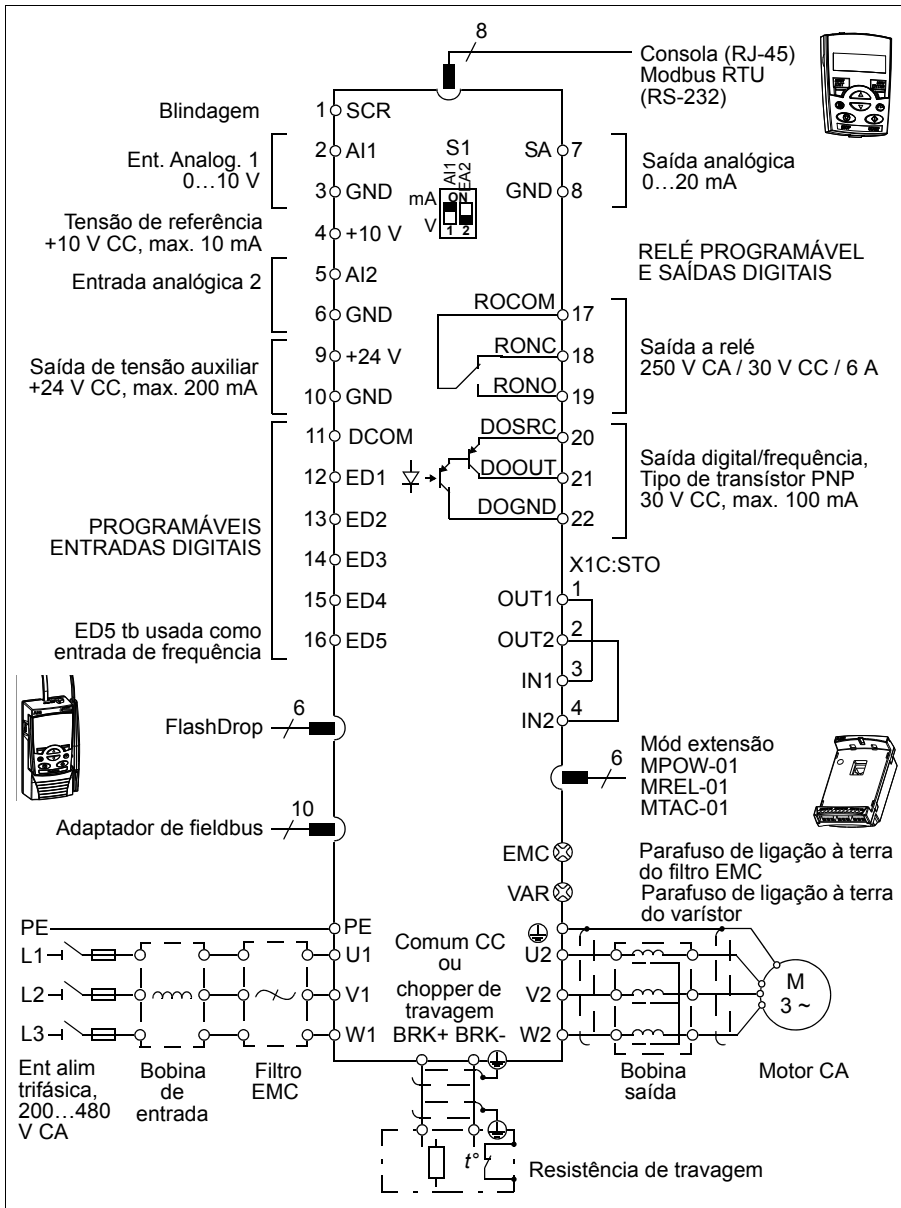 8
Consola (RJ-45)
Modbus RTU
(RS-232)
Blindagem
1 SCR
Ent. Analog. 1
0…10 V
2 AI1
3 GND
S1
AI1
EA2
mA
V
ON
1 2
SA 7
GND 8
Saída analógica
0…20 mA
Tensão de referência
+10 V CC, max. 10 mA
4 +10 V
Entrada analógica 2
5 AI2
6 GND
RELÉ PROGRAMÁVEL
E SAÍDAS DIGITAIS
ROCOM 17
RONC 18
RONO 19
Saída a relé
250 V CA / 30 V CC / 6 A
Saída de tensão auxiliar
+24 V CC, max. 200 mA
9 +24 V
10 GND
11 DCOM
12 ED1
13 ED2
14 ED3
15 ED4
16 ED5
PROGRAMÁVEIS
ENTRADAS DIGITAIS
ED5 tb usada como
entrada de frequência
DOSRC 20
DOOUT 21
DOGND 22
Saída digital/frequência,
Tipo de transístor PNP
30 V CC, max. 100 mA
X1C:STO
OUT1 1
OUT2 2
IN1 3
IN2 4
FlashDrop
6
6
Mód extensão
MPOW-01
MREL-01
MTAC-01
Adaptador de fieldbus
10
EMC
Parafuso de ligação à terra
do filtro EMC
VAR
Parafuso de ligação à terra
do varístor
PE
L1
L2
L3
PE
U1
V1
W1
Comum CC
ou
chopper de
travagem
BRK+ BRK-
U2
V2
W2
M
3 ~
Ent alim
trifásica,
200…480
V CA
Bobina
de
entrada
Filtro
EMC
Bobina
saída
Motor CA
t°
Resistência de travagem